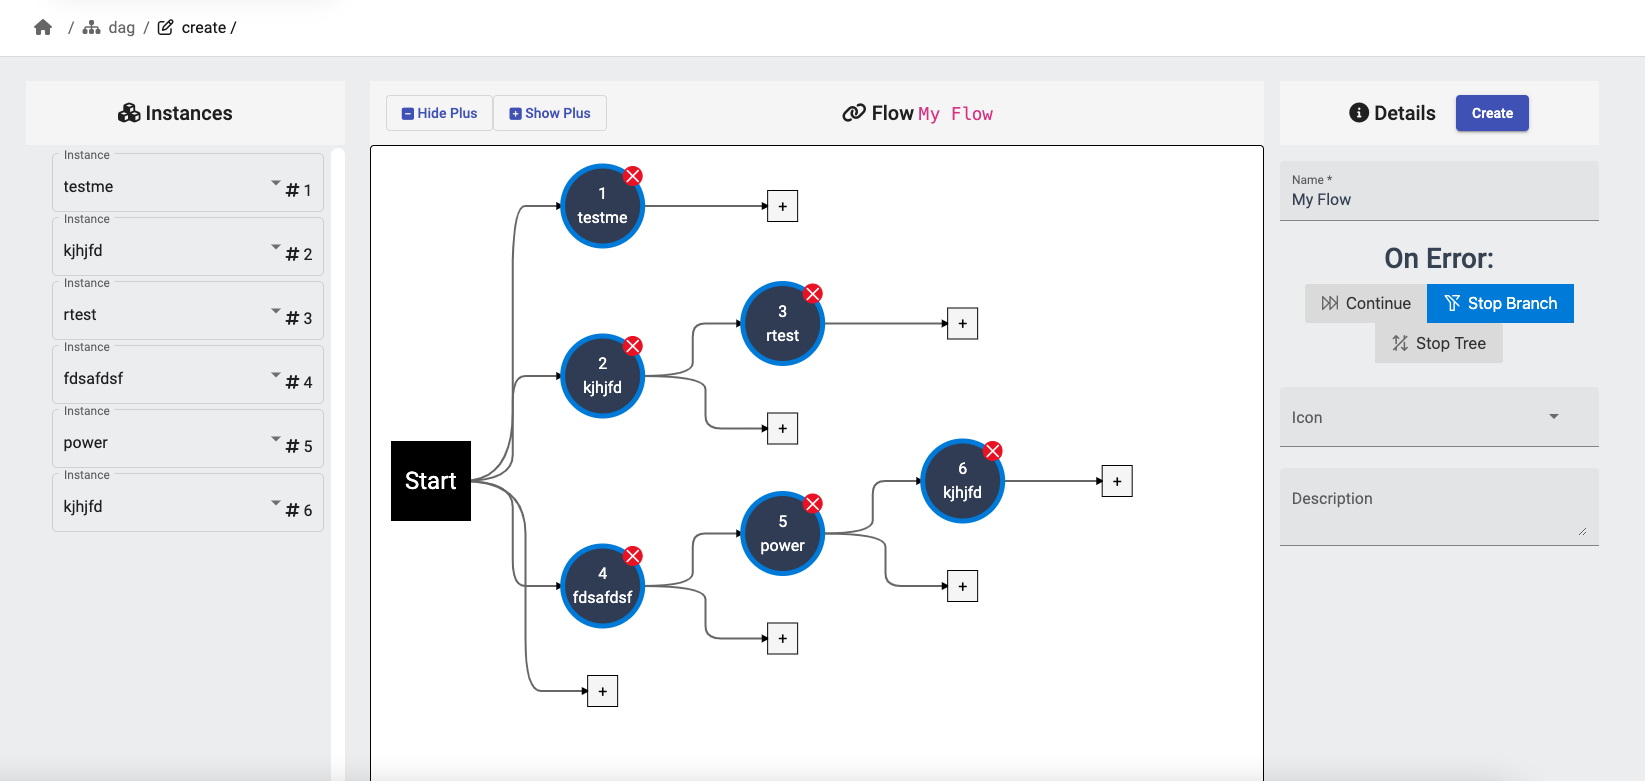 / dag / create /
Instances
Instance
testme
# 1
Instance
kjhjfd
# 2
Instance
rtest
# 3
Instance
fdsafdsf
# 4
Instance
power
# 5
Instance
kjhjfd
# 6
Hide Plus
Show Plus
Flow My Flow
Start
1
testme
+
2
kjhjfd
3
rtest
+
+
4
fdsafdsf
5
power
6
kjhjfd
+
+
+
+
Details
Create
Name *
My Flow
On Error:
Continue
Stop Branch
Stop Tree
Icon
Description